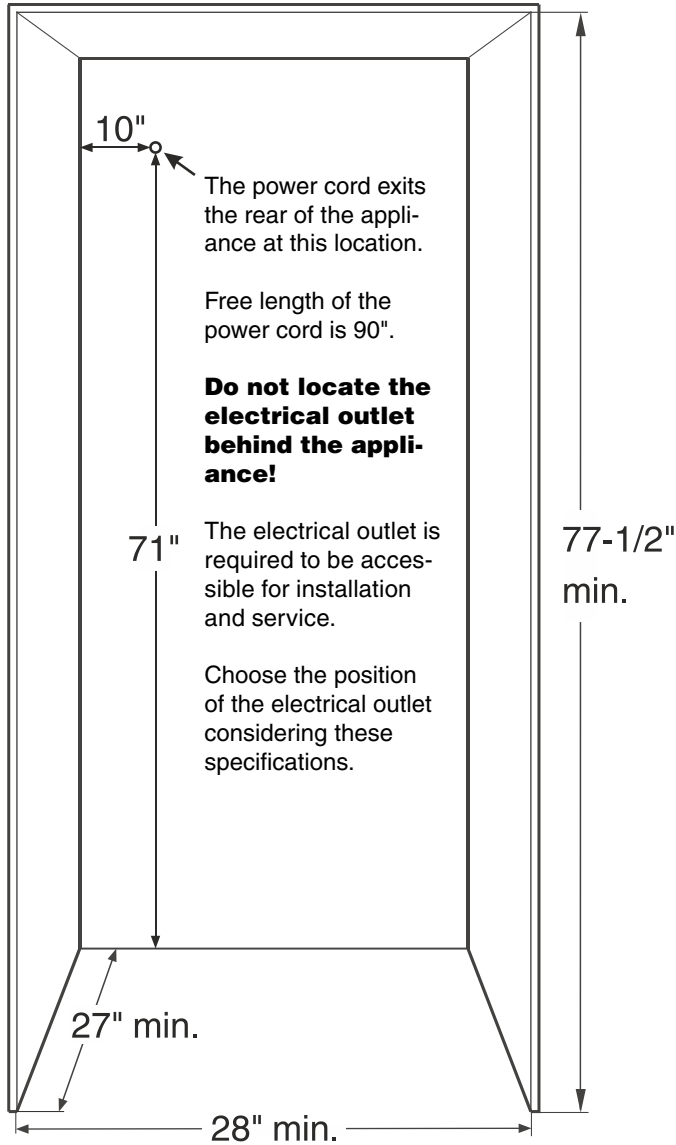 10"
The power cord exits
the rear of the appli-
ance at this location.
Free length of the
power cord is 90".
Do not locate the
electrical outlet
behind the appli-
ance!
The electrical outlet is
required to be acces-
sible for installation
and service.
Choose the position
of the electrical outlet
considering these
specifications.
71"
77-1/2"
min.
27" min.
28" min.